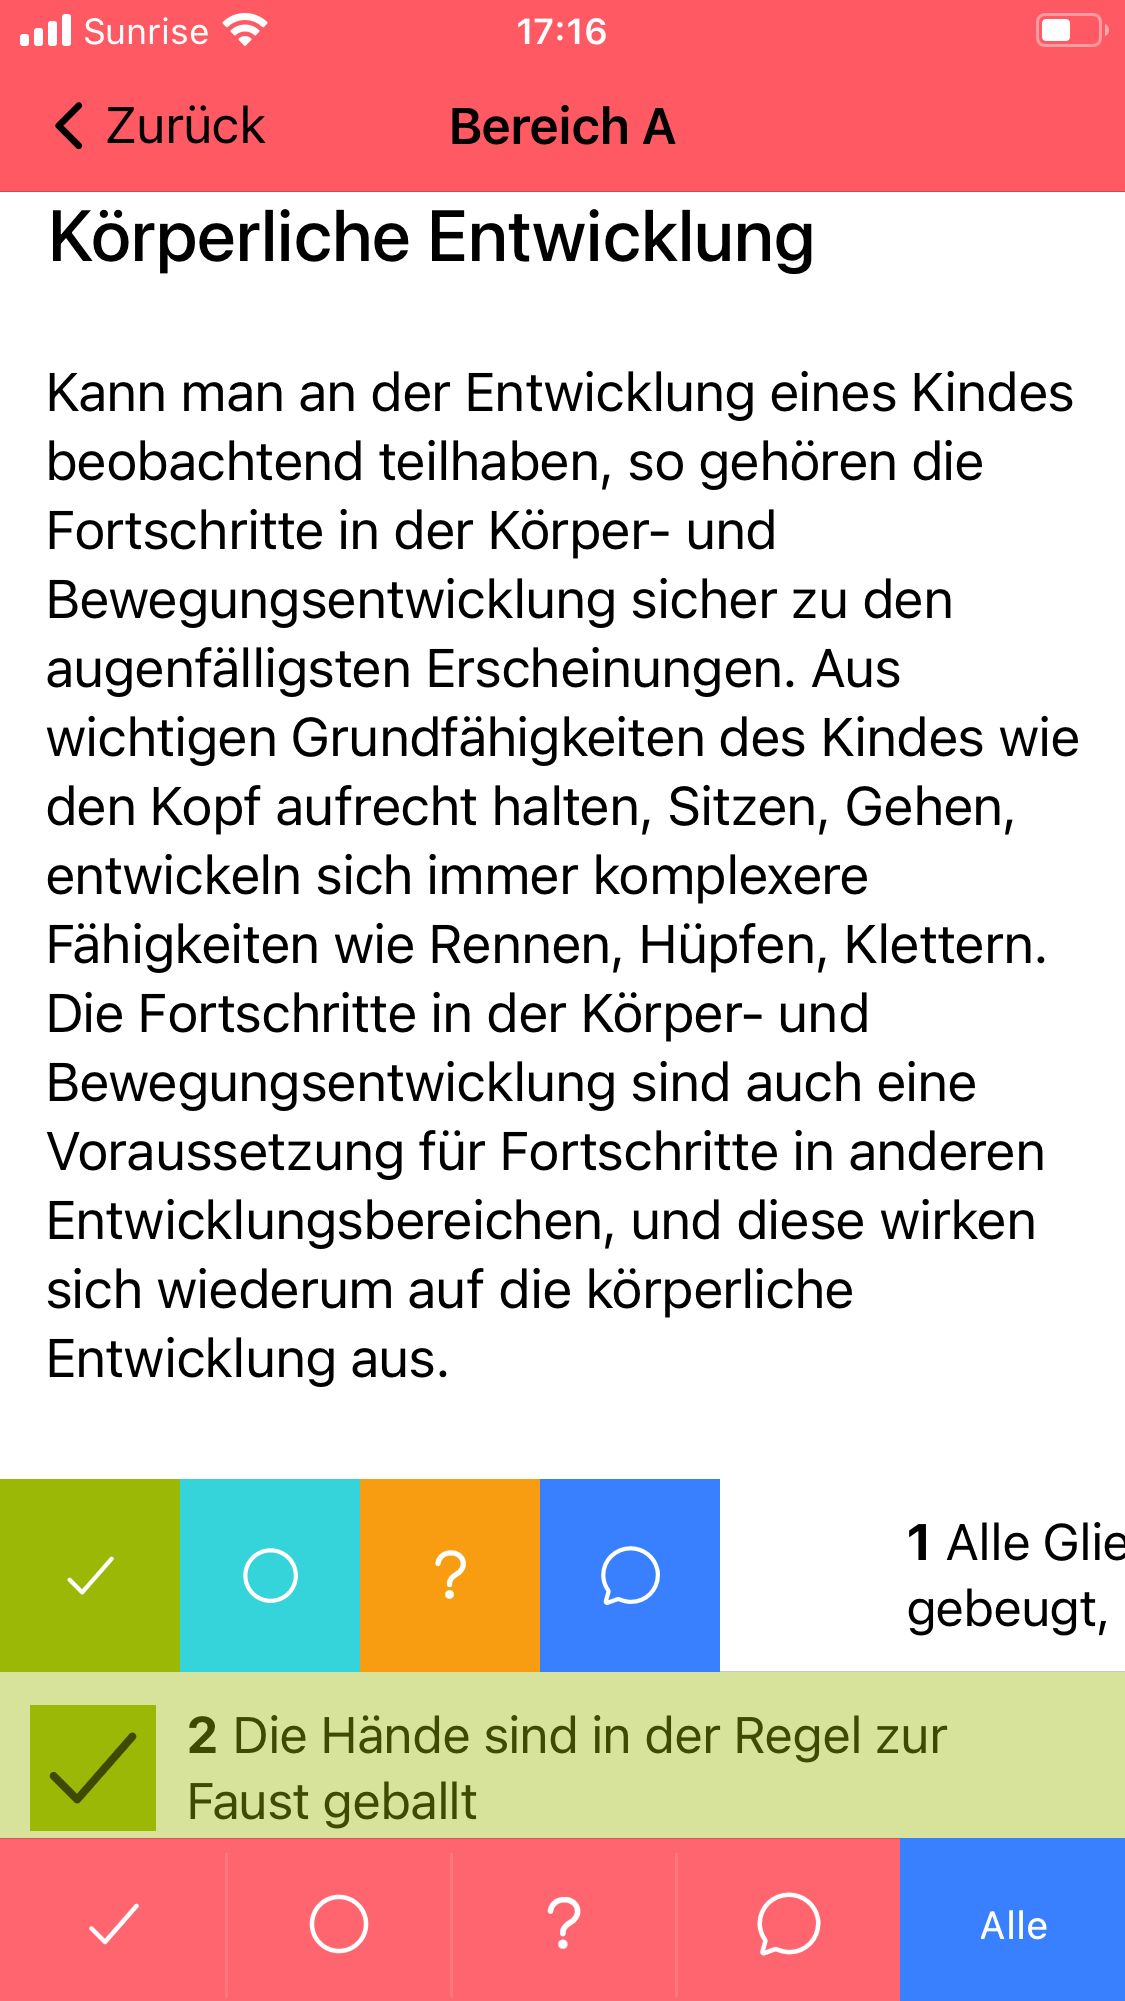 Sunrise 17:16
Zurück Bereich A
Körperliche Entwicklung
Kann man an der Entwicklung eines Kindes
beobachtend teilhaben, so gehören die
Fortschritte in der Körper- und
Bewegungsentwicklung sicher zu den
augenfälligsten Erscheinungen. Aus
wichtigen Grundfähigkeiten des Kindes wie
den Kopf aufrecht halten, Sitzen, Gehen,
entwickeln sich immer komplexere
Fähigkeiten wie Rennen, Hüpfen, Klettern.
Die Fortschritte in der Körper- und
Bewegungsentwicklung sind auch eine
Voraussetzung für Fortschritte in anderen
Entwicklungsbereichen, und diese wirken
sich wiederum auf die körperliche
Entwicklung aus.
?
1 Alle Glie
gebeugt,
2 Die Hände sind in der Regel zur
Faust geballt
? Alle